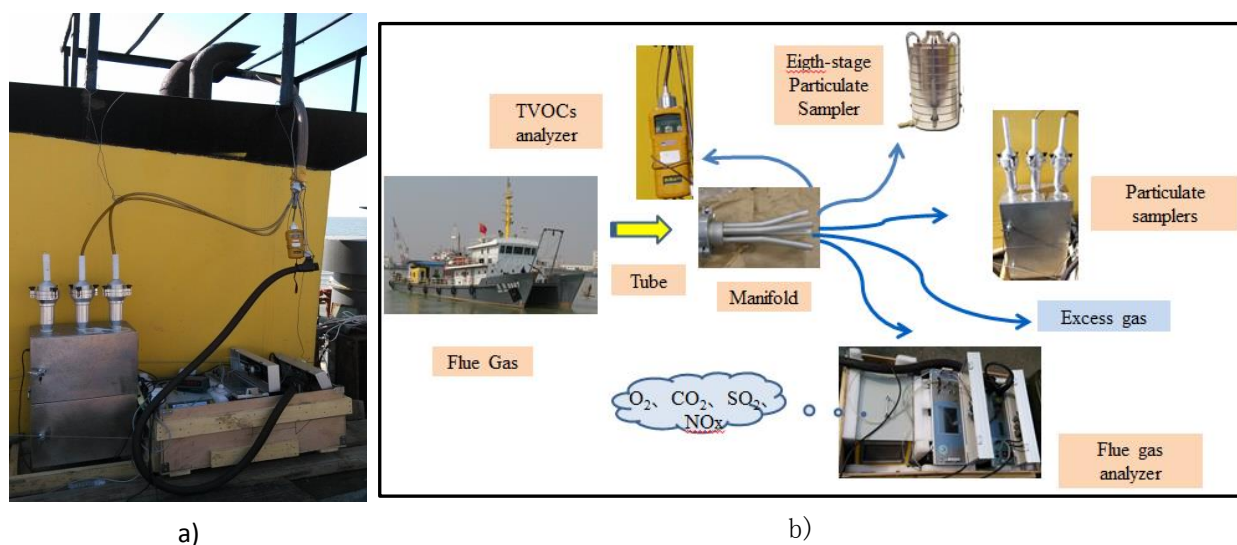 Eigth-stage
Particulate
Sampler
TVOCs
analyzer
Particulate
samplers
Tube
Manifold
Excess gas
Flue Gas
O₂、CO₂、SO₂、
NOx
Flue gas
analyzer
a)
b)